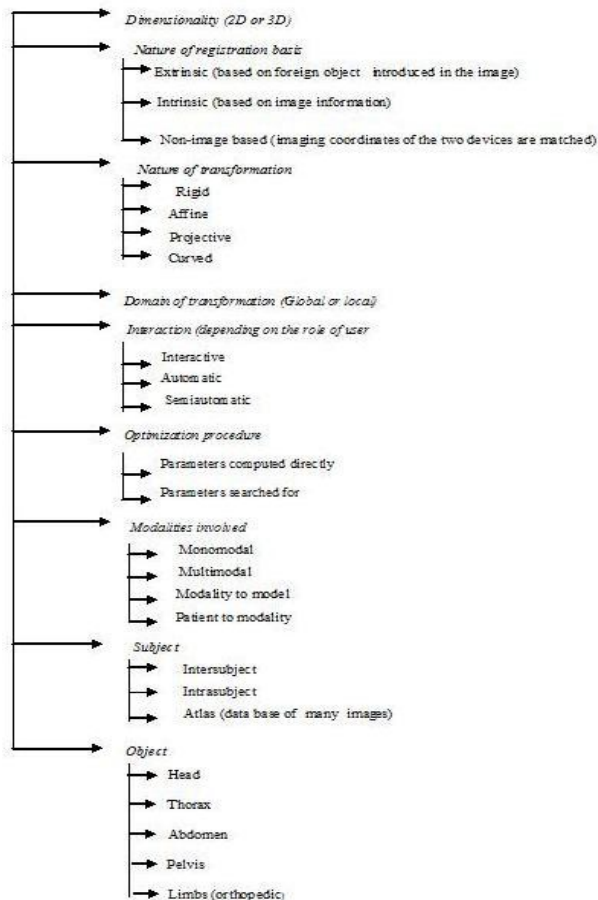 Dimensionality (2D or 3D)
Nature of registration basis
Extrinsic (based on foreign object introduced in the image)
Intrinsic (based on image information)
Non-image based (imaging coordinates of the two devices are matched)
Nature of transformation
Rigid
Affine
Projective
Curved
Domain of transformation (Global or local)
Interaction (depending on the role of user
Interactive
Automatic
Semiautomatic
Optimization procedure
Parameters computed directly
Parameters searched for
Modalities involved
Monomodal
Multimodal
Modality to model
Patient to modality
Subject
Intersubject
Intrasubject
Atlas (data base of many images)
Object
Head
Thorax
Abdomen
Pelvis
Limbs (orthopedic)